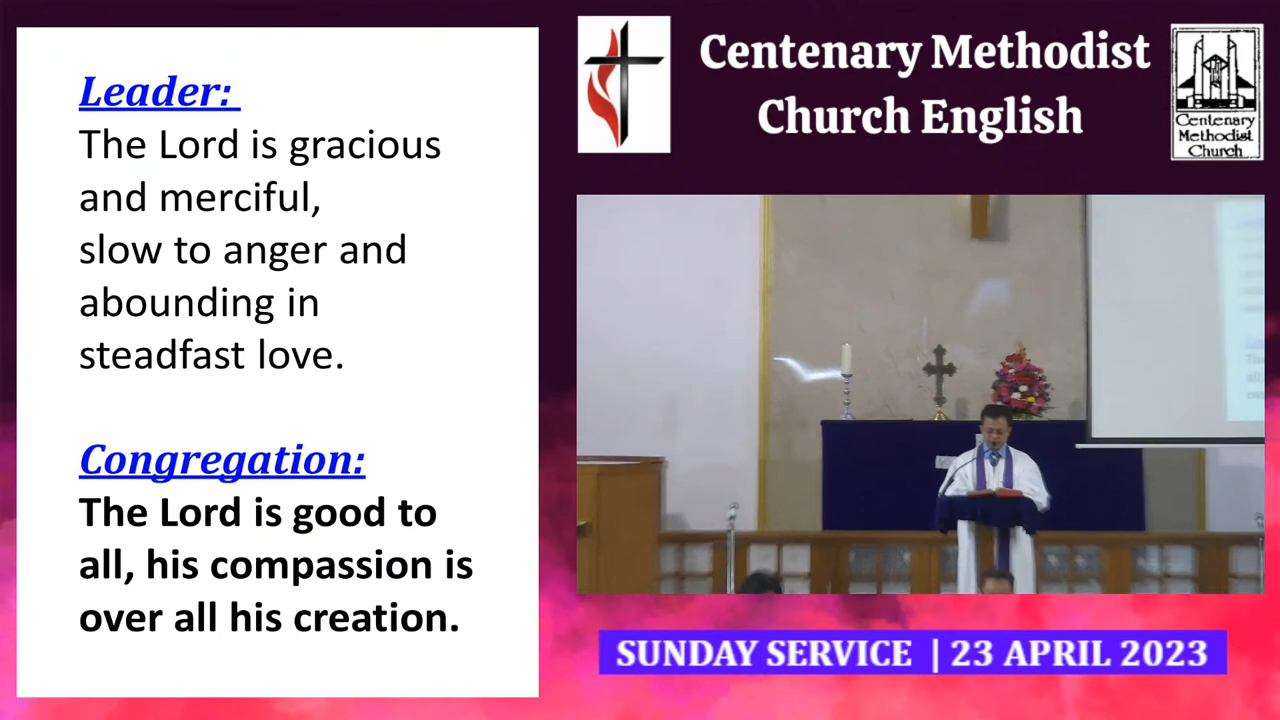 Leader:
The Lord is gracious
and merciful,
slow to anger and
abounding in
steadfast love.
Congregation:
The Lord is good to
all, his compassion is
over all his creation.
Centenary Methodist
Church English
Centenary
Methodist
Church
SUNDAY SERVICE | 23 APRIL 2023